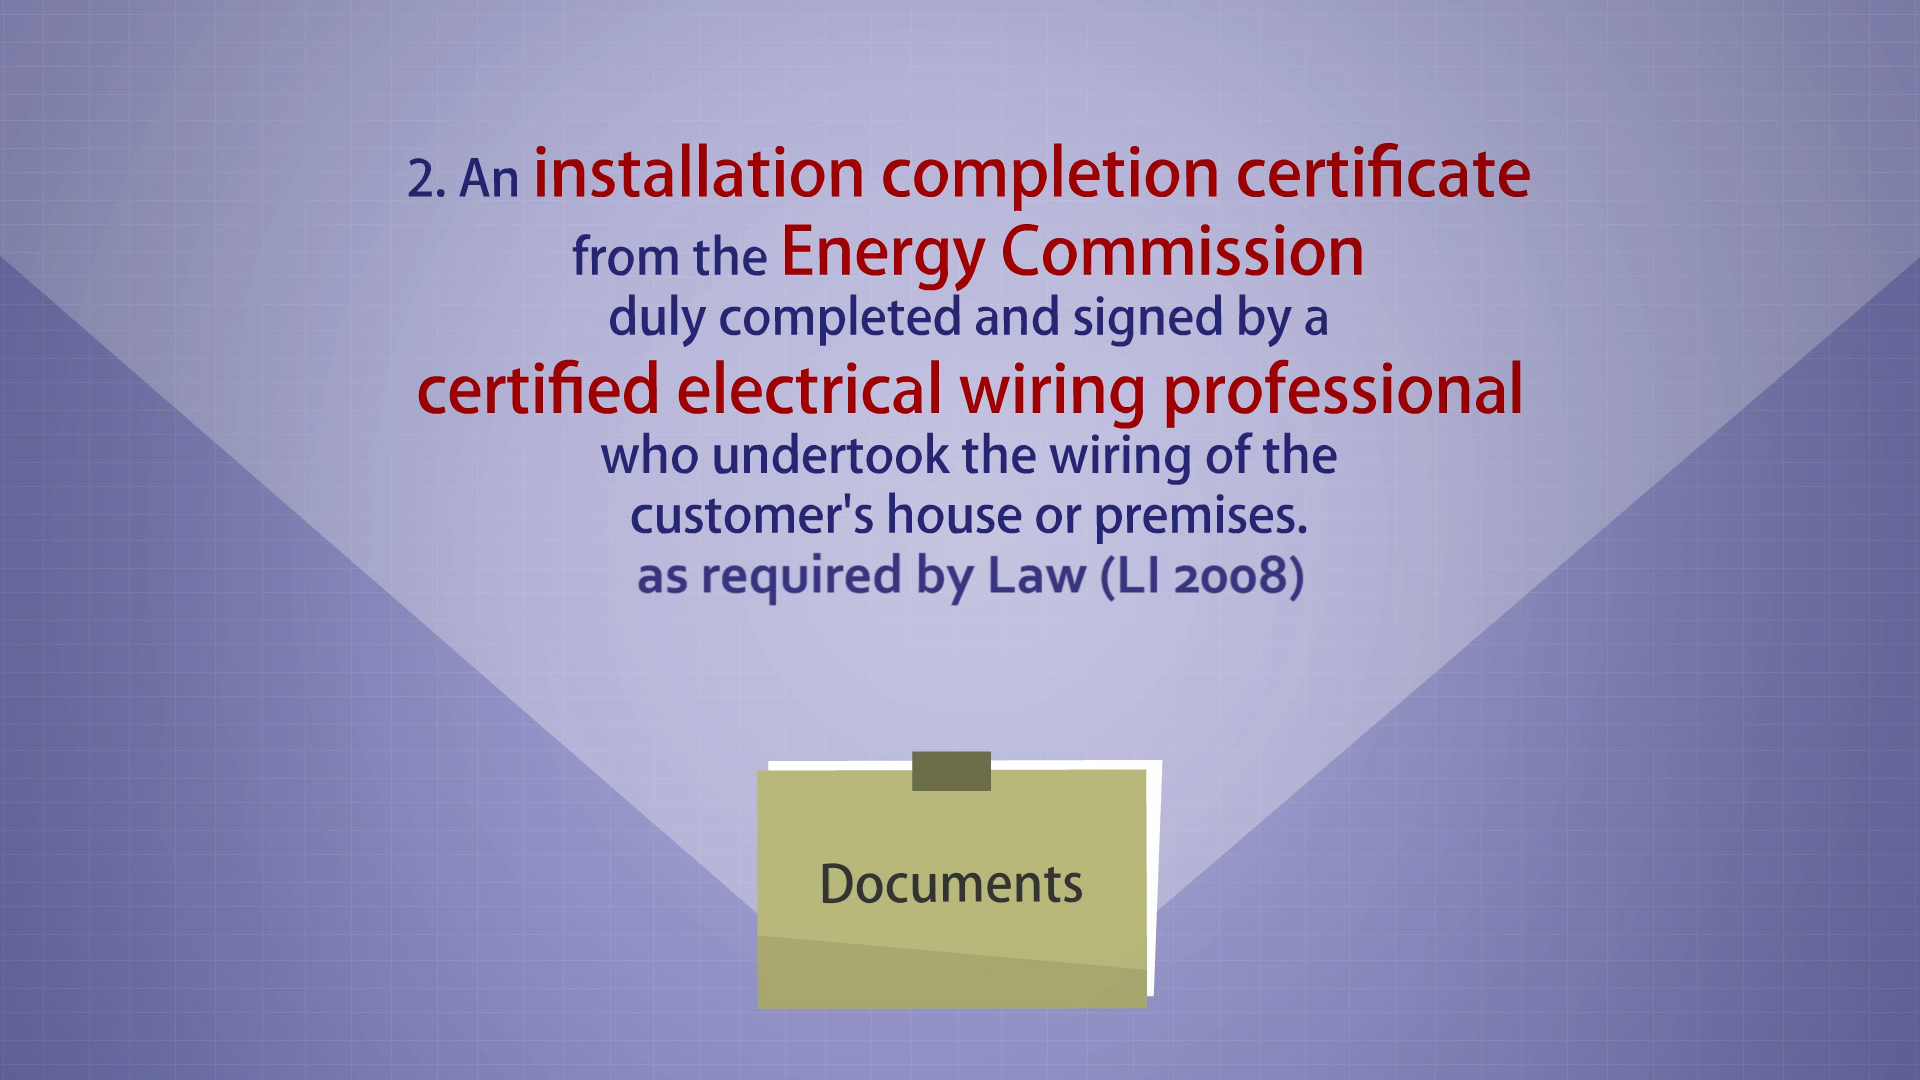 2. An installation completion certificate
from the Energy Commission
duly completed and signed by a
certified electrical wiring professional
who undertook the wiring of the
customer's house or premises.
as required by Law (LI 2008)
Documents